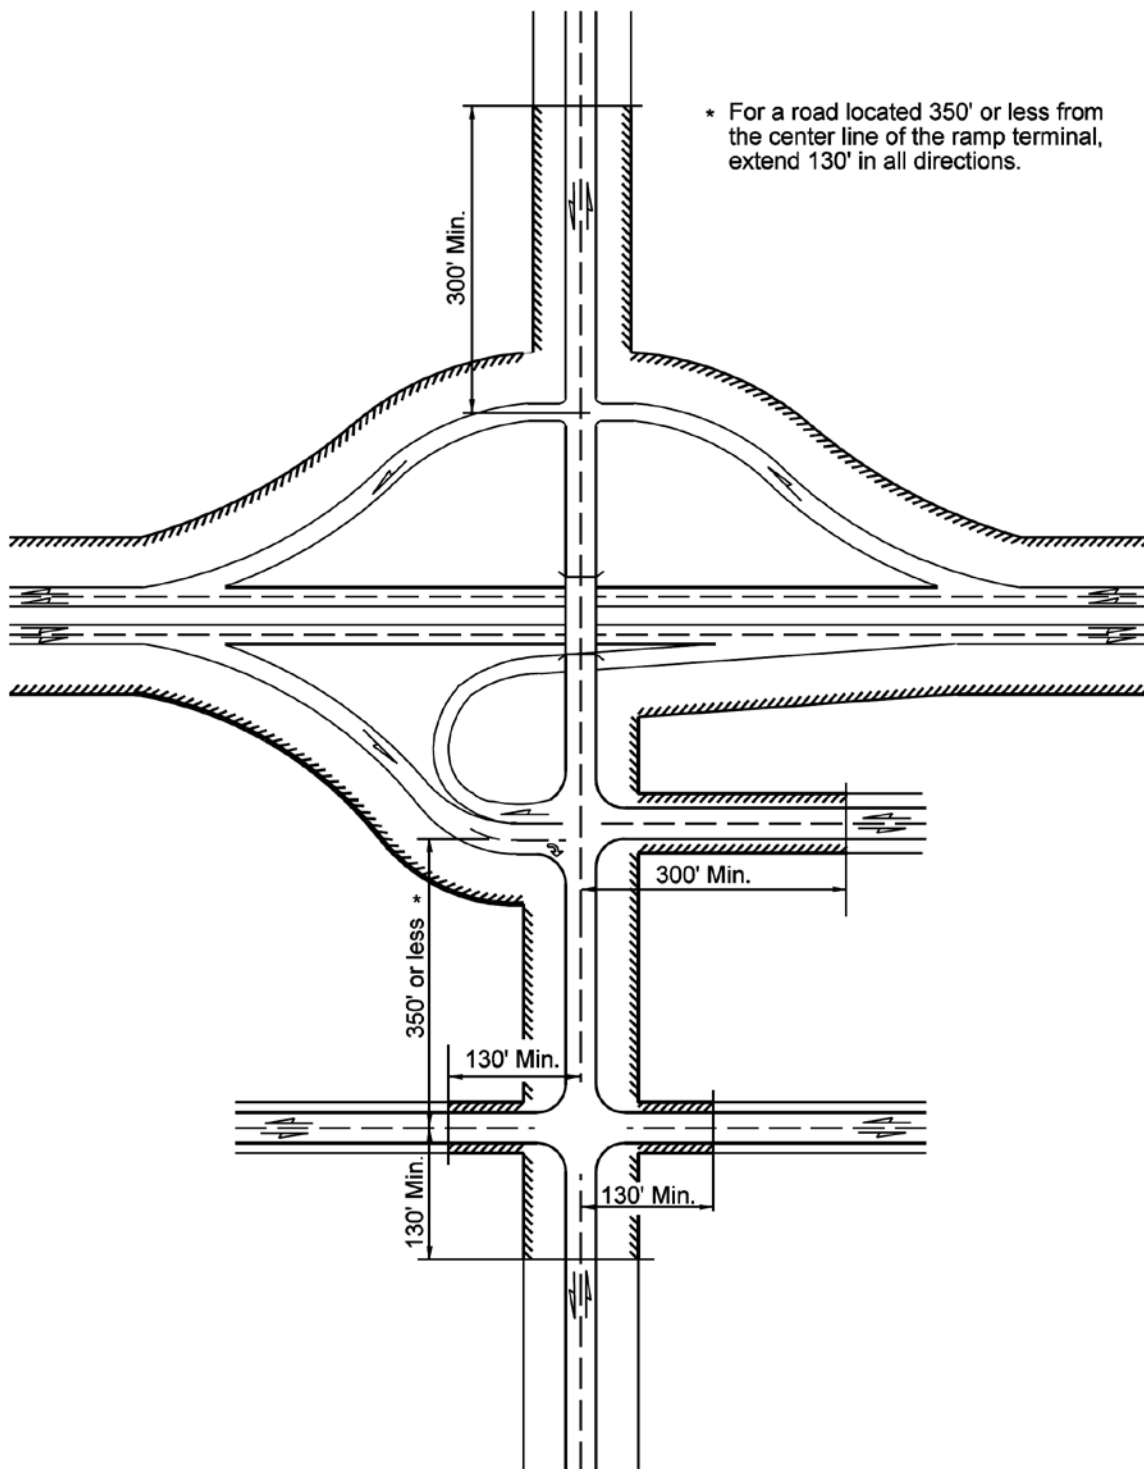 * For a road located 350' or less from
the center line of the ramp terminal,
extend 130' in all directions.
300' Min.
300' Min.
350' or less *
130' Min.
130' Min.
130' Min.